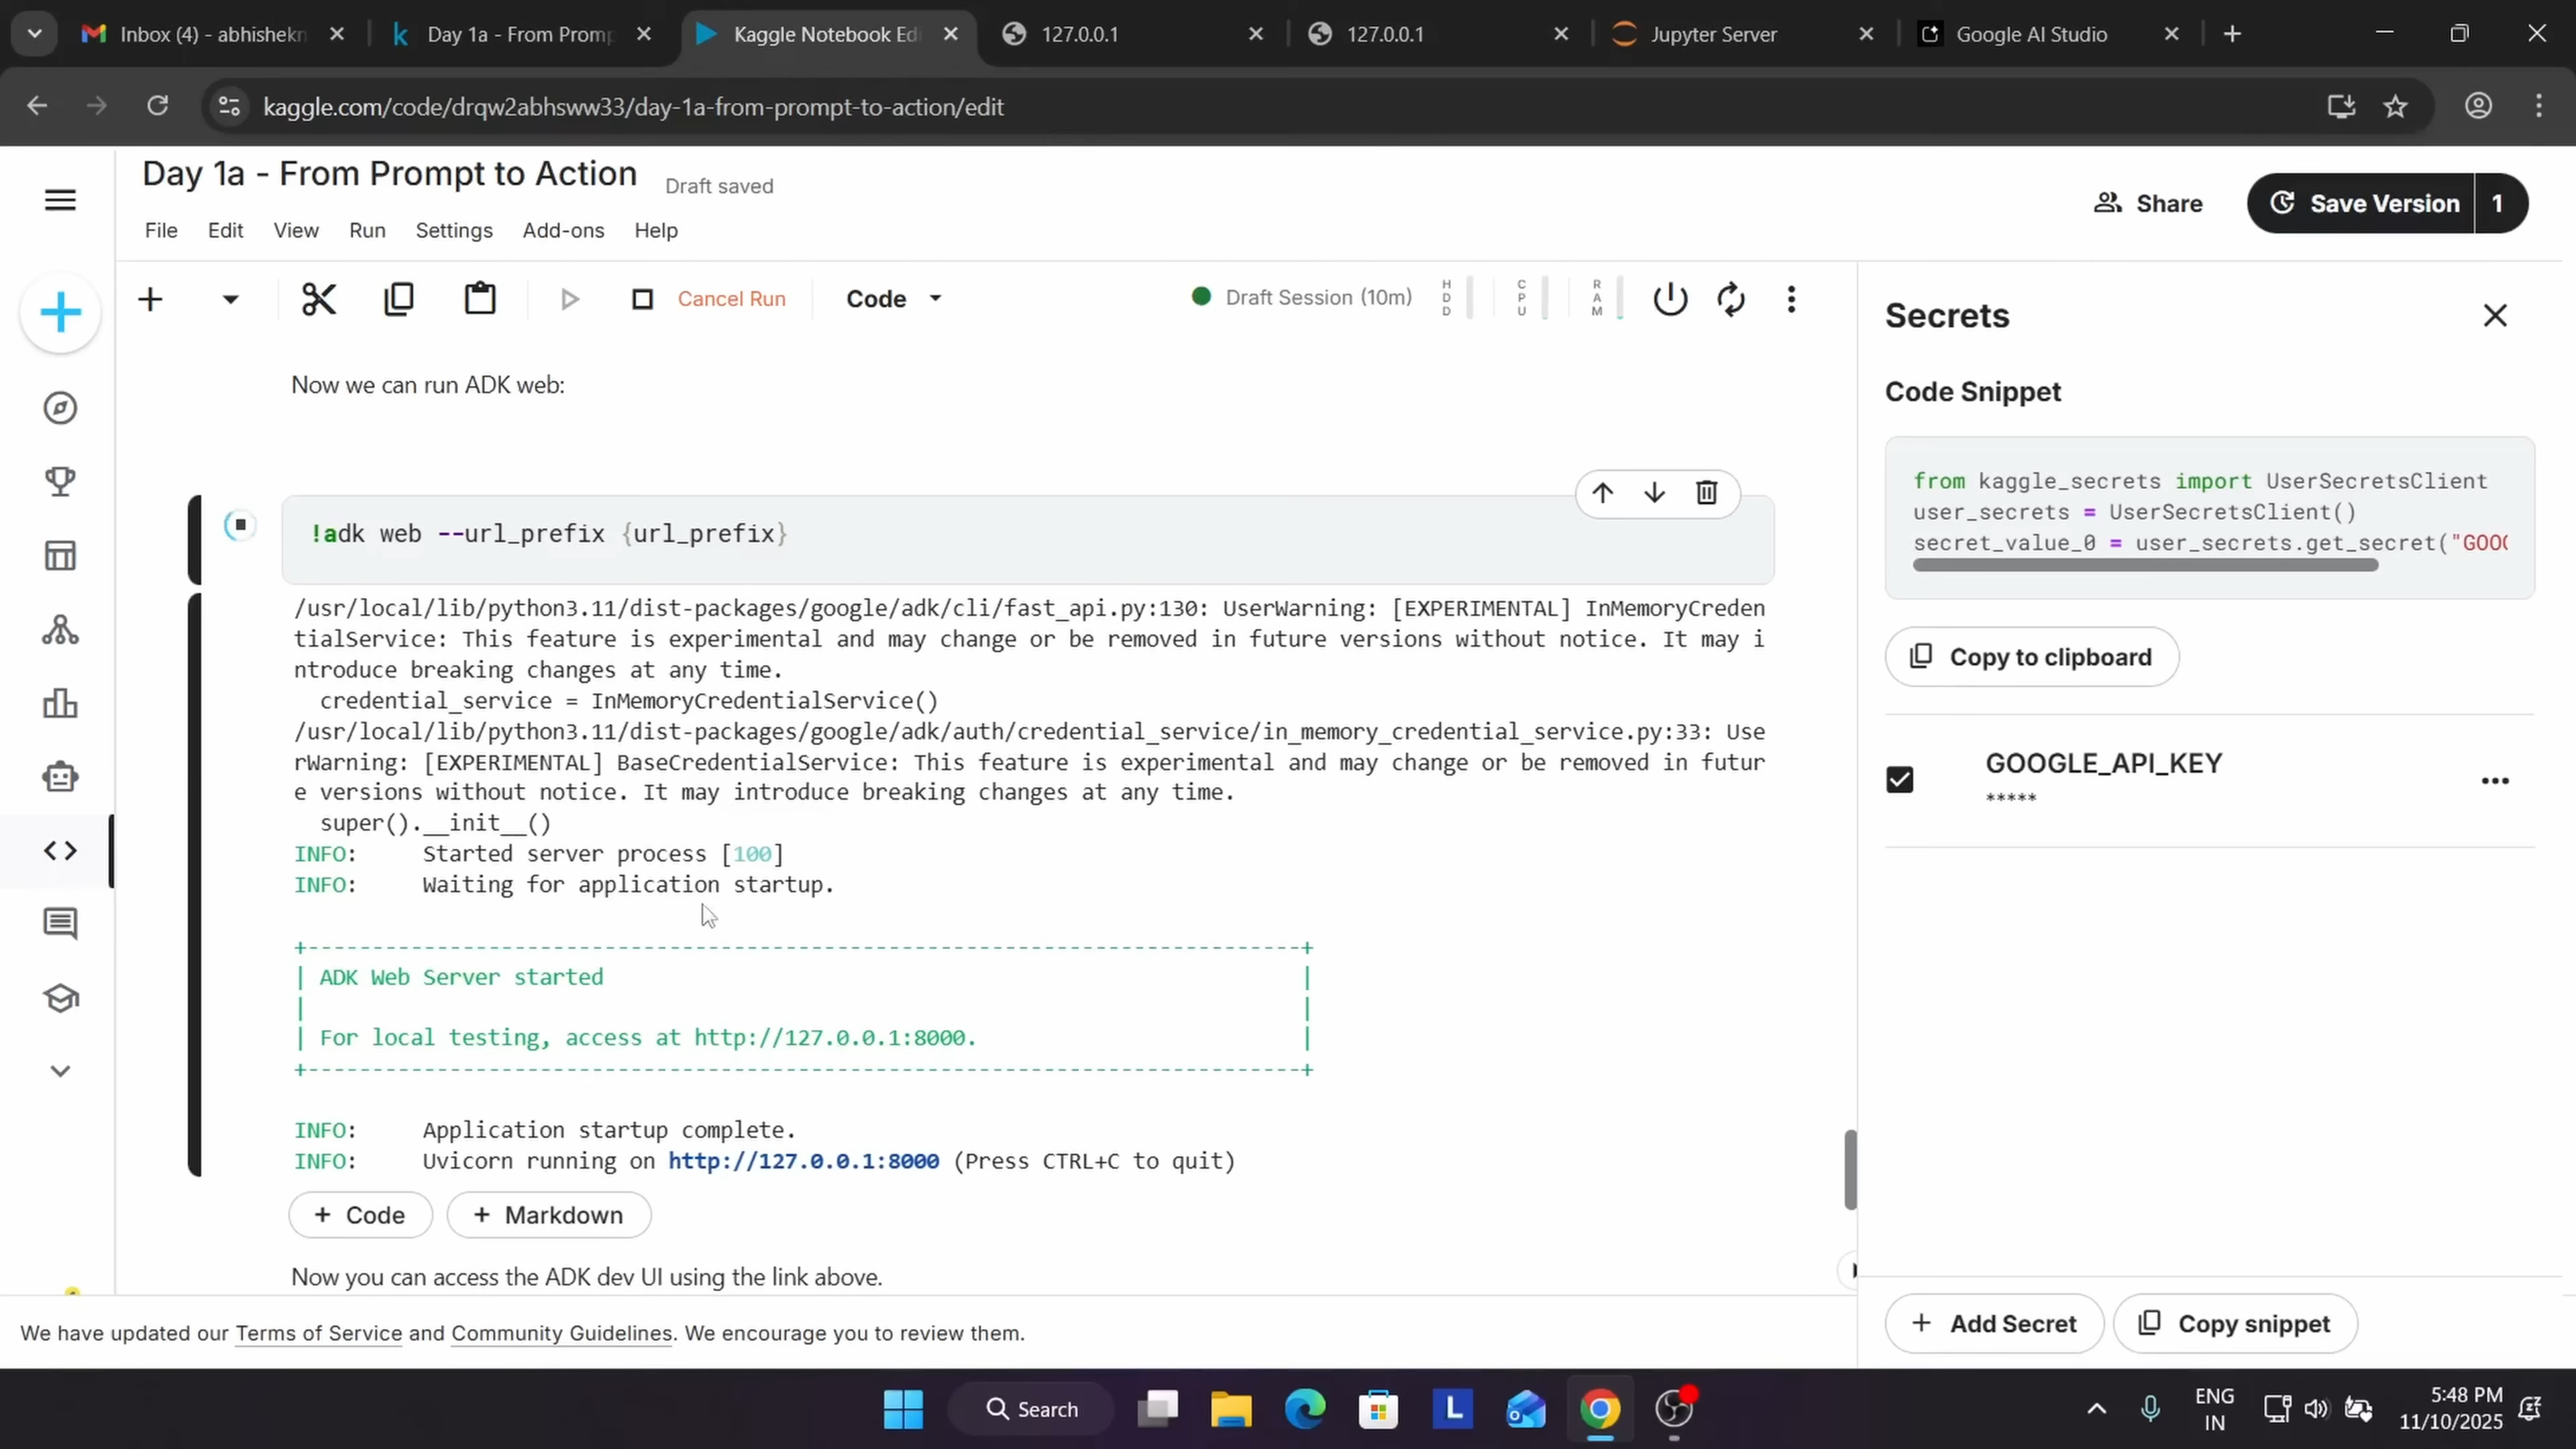 Inbox (4) - abhishekn
Day 1a - From Promp
Kaggle Notebook Edi
127.0.0.1
127.0.0.1
Jupyter Server
Google AI Studio
kaggle.com/code/drqw2abhsww33/day-1a-from-prompt-to-action/edit
Day 1a - From Prompt to Action
Draft saved
Share
Save Version
1
File
Edit
View
Run
Settings
Add-ons
Help
Cancel Run
Code
Draft Session (10m)
HDD
CPU
RAM
Now we can run ADK web:
!adk web --url_prefix {url_prefix}
/usr/local/lib/python3.11/dist-packages/google/adk/cli/fast_api.py:130: UserWarning: [EXPERIMENTAL] InMemoryCreden
tialService: This feature is experimental and may change or be removed in future versions without notice. It may i
ntroduce breaking changes at any time.
credential_service = InMemoryCredentialService()
/usr/local/lib/python3.11/dist-packages/google/adk/auth/credential_service/in_memory_credential_service.py:33: Use
rWarning: [EXPERIMENTAL] BaseCredentialService: This feature is experimental and may change or be removed in futur
e versions without notice. It may introduce breaking changes at any time.
super().__init__()
INFO: Started server process [100]
INFO: Waiting for application startup.
+-----------------------------------------------------------------------------+
| ADK Web Server started |
| |
| For local testing, access at http://127.0.0.1:8000. |
+-----------------------------------------------------------------------------+
INFO: Application startup complete.
INFO: Uvicorn running on http://127.0.0.1:8000 (Press CTRL+C to quit)
+ Code
+ Markdown
Now you can access the ADK dev UI using the link above.
Secrets
Code Snippet
from kaggle_secrets import UserSecretsClient
user_secrets = UserSecretsClient()
secret_value_0 = user_secrets.get_secret("GOO
Copy to clipboard
GOOGLE_API_KEY
*****
+ Add Secret
Copy snippet
We have updated our Terms of Service and Community Guidelines. We encourage you to review them.
Search
L
ENG
IN
5:48 PM
11/10/2025